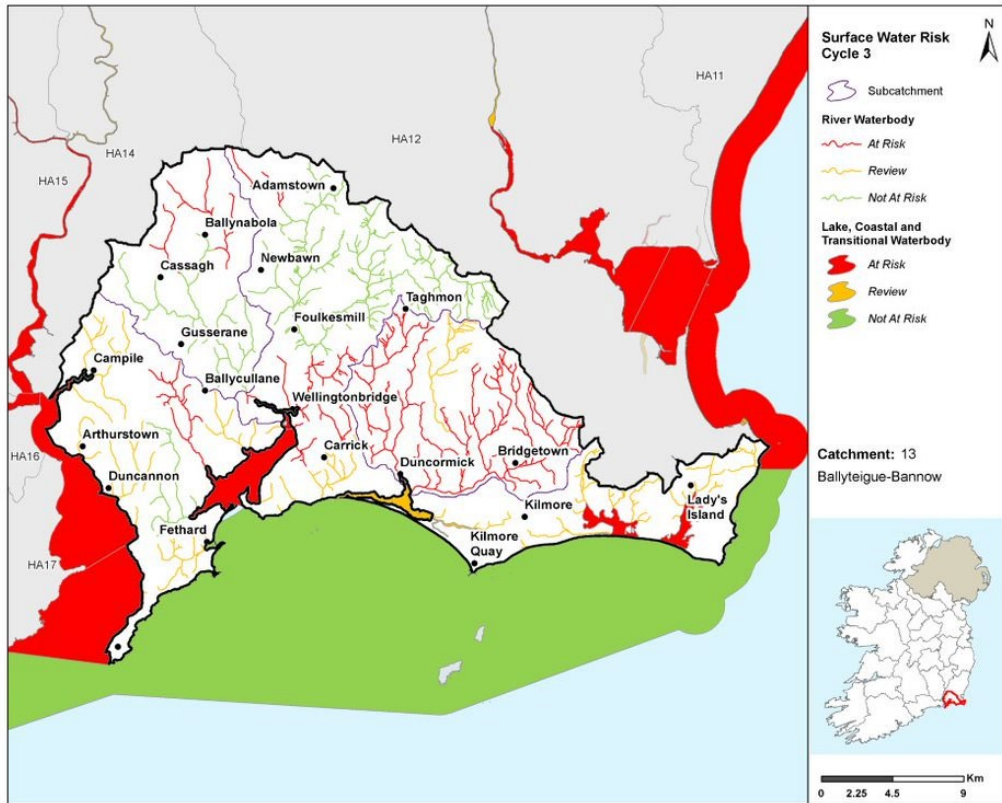 HA11
HA12
HA14
HA15
Adamstown
Ballynabola
Newbawn
Cassagh
Taghmon
Foulkesmill
Gusserane
Campile
Ballycullane
Wellingtonbridge
Arthurstown
Carrick
HA16
Duncormick
Bridgetown
Duncannon
Lady's
Island
Kilmore
Fethard
Kilmore
Quay
HA17
N
Surface Water Risk
Cycle 3
Subcatchment
River Waterbody
At Risk
Review
Not At Risk
Lake, Coastal and
Transitional Waterbody
At Risk
Review
Not At Risk
Catchment: 13
Ballyteigue-Bannow
Km
0 2.25 4.5 9